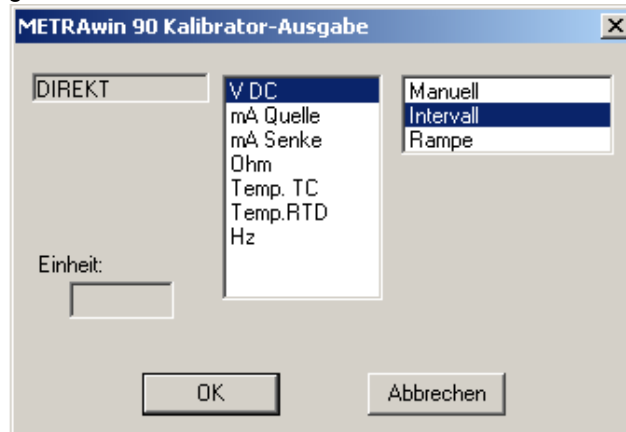 METRAwin 90 Kalibrator-Ausgabe
DIREKT
V DC
mA Quelle
mA Senke
Ohm
Temp. TC
Temp.RTD
Hz
Manuell
Intervall
Rampe
Einheit:
OK
Abbrechen